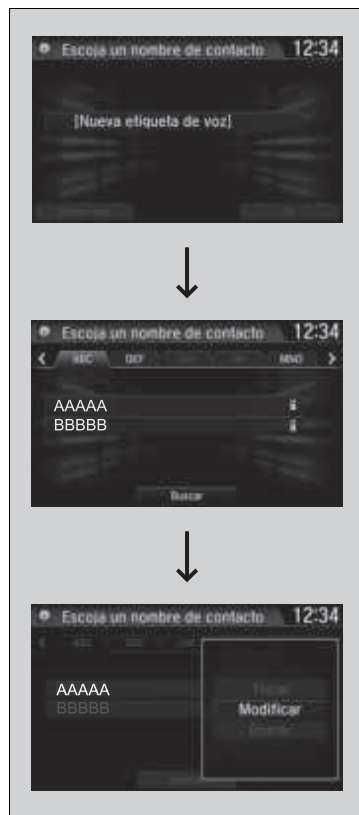 Escoja un nombre de contacto 12:34
[Nueva etiqueta de voz]
Escoja un nombre de contacto 12:34
ABC DEF MNO
AAAAA
BBBBB
Buscar
Escoja un nombre de contacto 12:34
AAAAA
BBBBB
Modificar